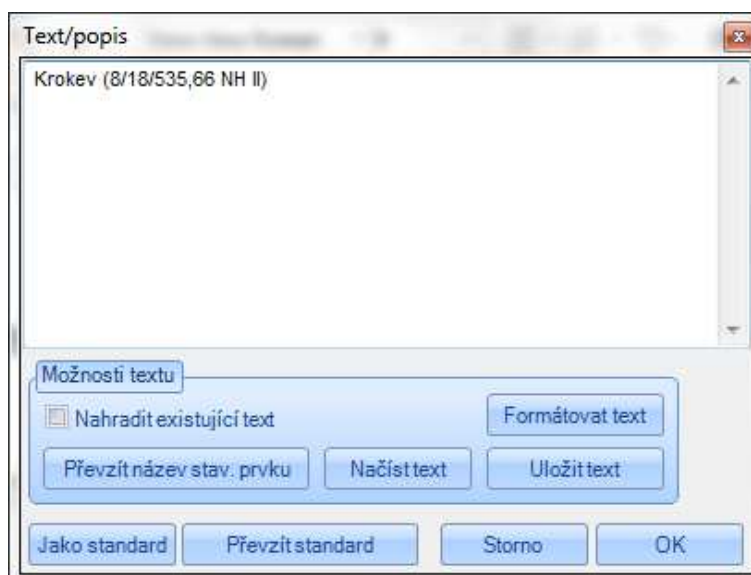 Text/popis
Krokev (8/18/535,66 NH II)
Možnosti textu
Nahradit existující text
Formátovat text
Převzít název stav. prvku
Načíst text
Uložit text
Jako standard
Převzít standard
Storno
OK